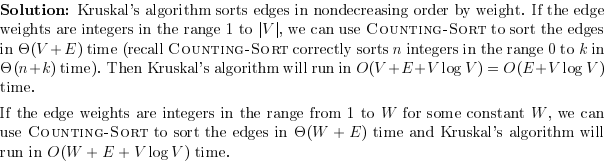 Solution: Kruskal's algorithm sorts edges in nondecreasing order by weight. If the edge
weights are integers in the range 1 to |V|, we can use Counting-Sort to sort the edges
in Θ(V + E) time (recall Counting-Sort correctly sorts n integers in the range 0 to k in
Θ(n+k) time). Then Kruskal's algorithm will run in O(V +E+V log V) = O(E+V log V)
time.
If the edge weights are integers in the range from 1 to W for some constant W, we can
use Counting-Sort to sort the edges in Θ(W + E) time and Kruskal's algorithm will
run in O(W + E + V log V) time.